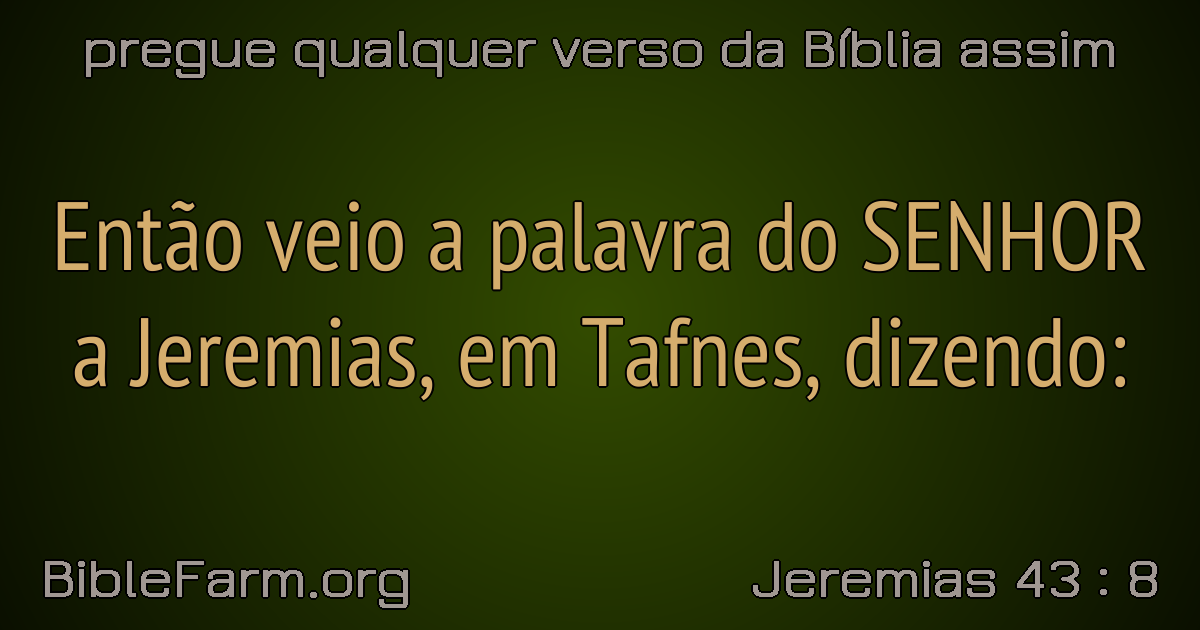 pregue qualquer verso da Bíblia assim
Então veio a palavra do SENHOR
a Jeremias, em Tafnes, dizendo:
BibleFarm.org
Jeremias 43 : 8